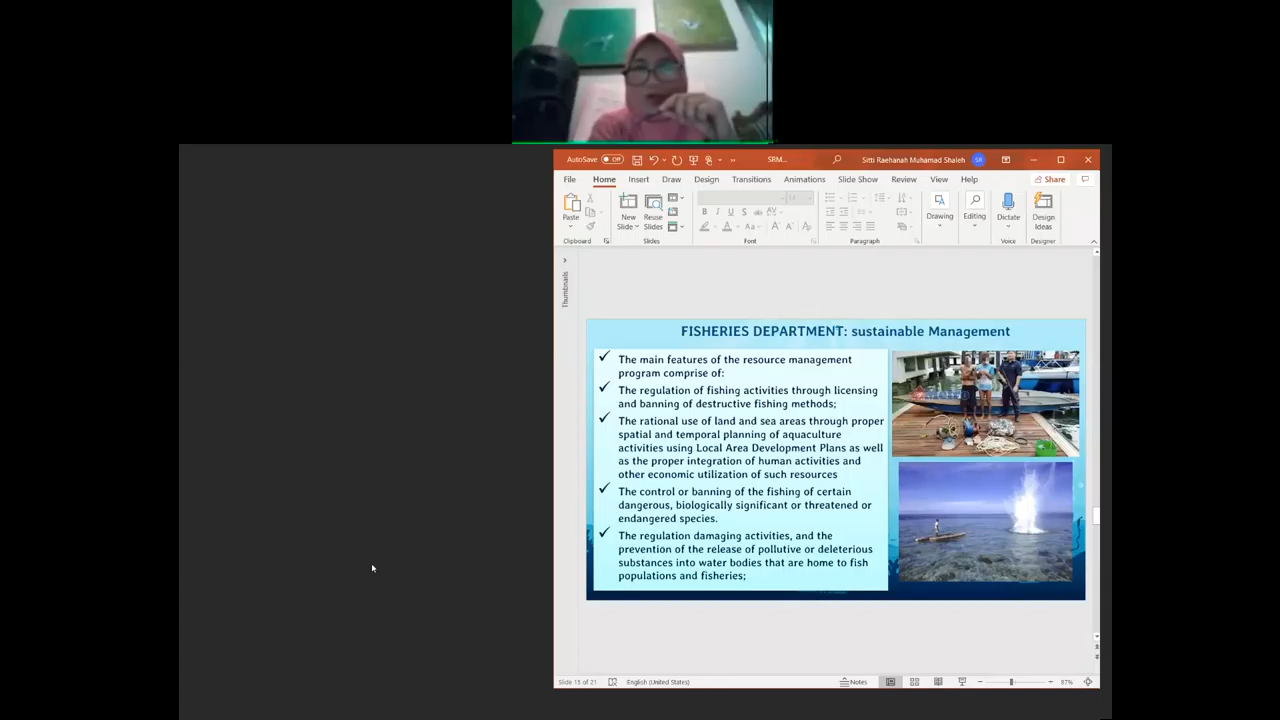 AutoSave Off SRM... Sitti Raehanah Muhamad Shaleh SR
File Home Insert Draw Design Transitions Animations Slide Show Review View Help Share
Paste New Slide Reuse Slides B I U S ab AV Aa A A Drawing Editing Dictate Design Ideas
Clipboard Slides Font Paragraph Voice Designer
Thumbnails
FISHERIES DEPARTMENT: sustainable Management
The main features of the resource management
program comprise of:
The regulation of fishing activities through licensing
and banning of destructive fishing methods;
The rational use of land and sea areas through proper
spatial and temporal planning of aquaculture
activities using Local Area Development Plans as well
as the proper integration of human activities and
other economic utilization of such resources
The control or banning of the fishing of certain
dangerous, biologically significant or threatened or
endangered species.
The regulation damaging activities, and the
prevention of the release of pollutive or deleterious
substances into water bodies that are home to fish
populations and fisheries;
English (United States) Notes 87%